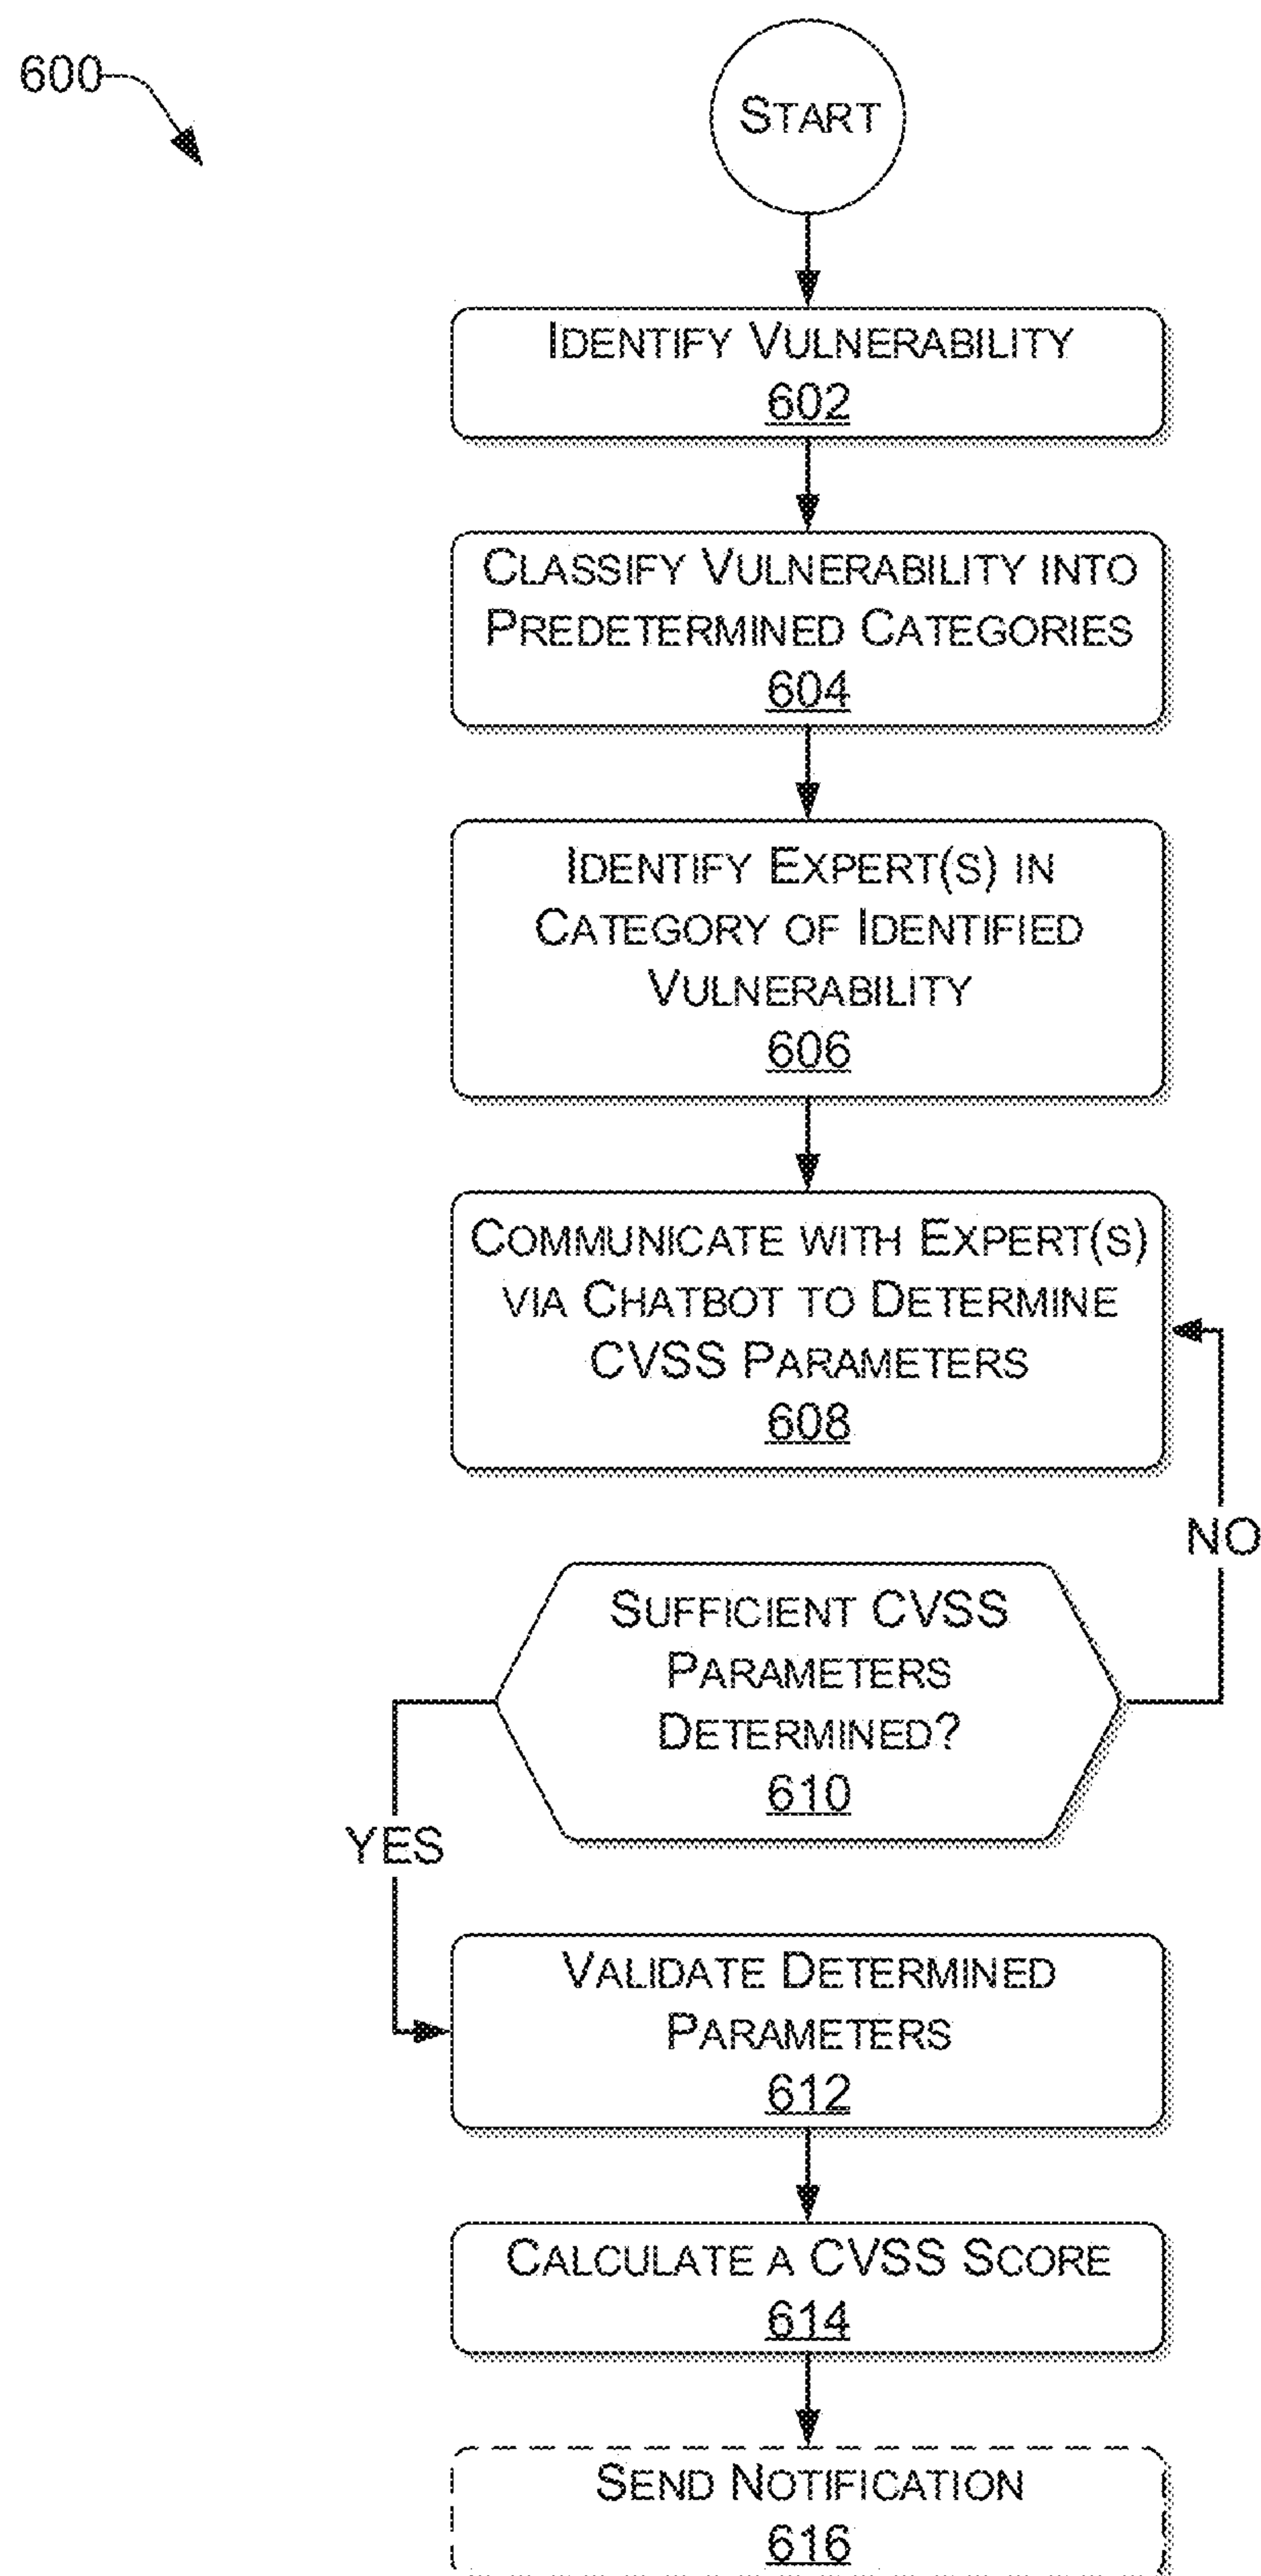 600
START
IDENTIFY VULNERABILITY
602
CLASSIFY VULNERABILITY INTO
PREDETERMINED CATEGORIES
604
IDENTIFY EXPERT(S) IN
CATEGORY OF IDENTIFIED
VULNERABILITY
606
COMMUNICATE WITH EXPERT(S)
VIA CHATBOT TO DETERMINE
CVSS PARAMETERS
608
NO
SUFFICIENT CVSS
PARAMETERS
DETERMINED?
610
YES
VALIDATE DETERMINED
PARAMETERS
612
CALCULATE A CVSS SCORE
614
SEND NOTIFICATION
616